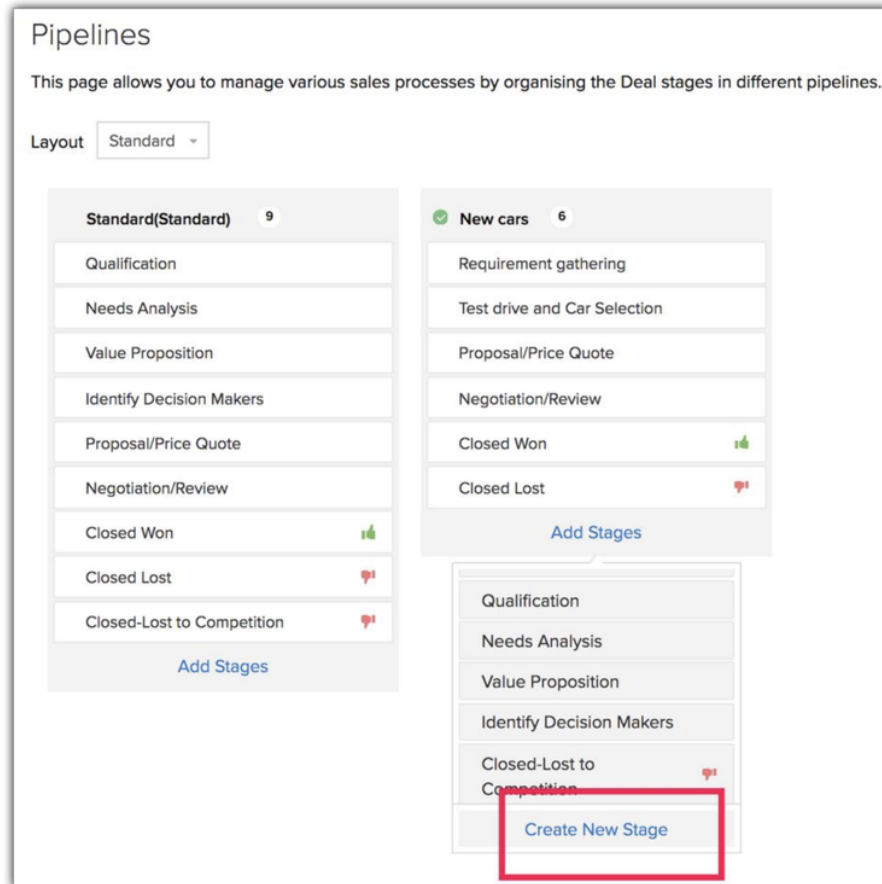 Pipelines
This page allows you to manage various sales processes by organising the Deal stages in different pipelines.
Layout Standard
Standard(Standard) 9
Qualification
Needs Analysis
Value Proposition
Identify Decision Makers
Proposal/Price Quote
Negotiation/Review
Closed Won
Closed Lost
Closed-Lost to Competition
Add Stages
New cars 6
Requirement gathering
Test drive and Car Selection
Proposal/Price Quote
Negotiation/Review
Closed Won
Closed Lost
Add Stages
Qualification
Needs Analysis
Value Proposition
Identify Decision Makers
Closed-Lost to
Competition
Create New Stage